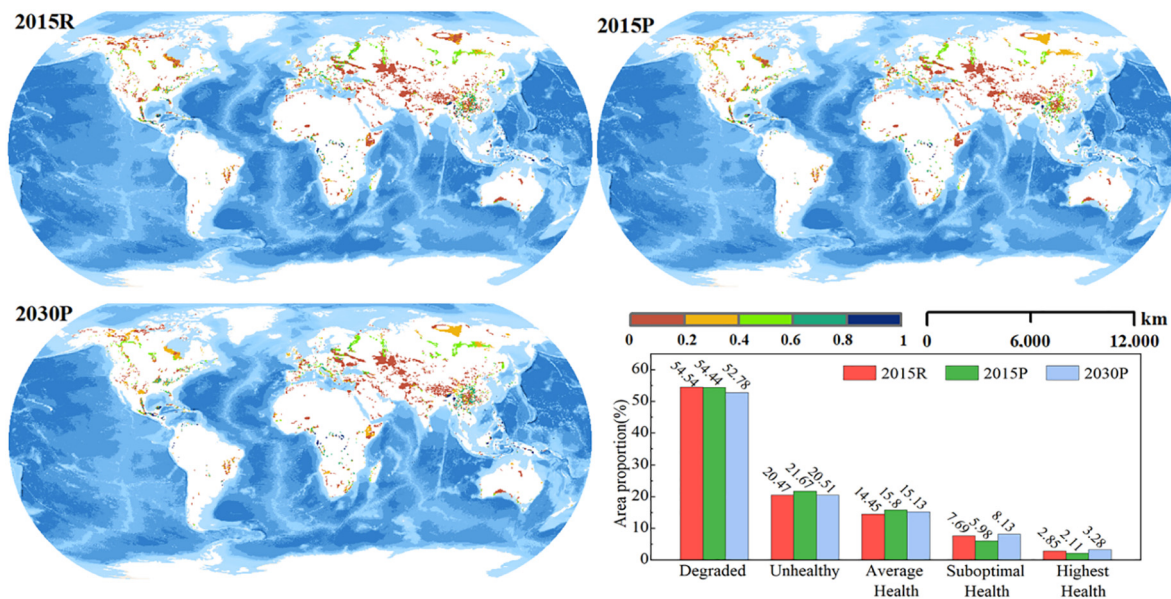 2015R
2015P
2030P
km
0 0.2 0.4 0.6 0.8 1
0 6.000 12.000
2015R 2015P 2030P
Area proportion(%)
60
50
40
30
20
10
0
54.54 54.44 52.78
20.47 21.67 20.51
14.45 15.8 15.13
7.69 5.98 8.13
2.85 2.11 3.28
Degraded Unhealthy Average Suboptimal Highest
Health Health Health